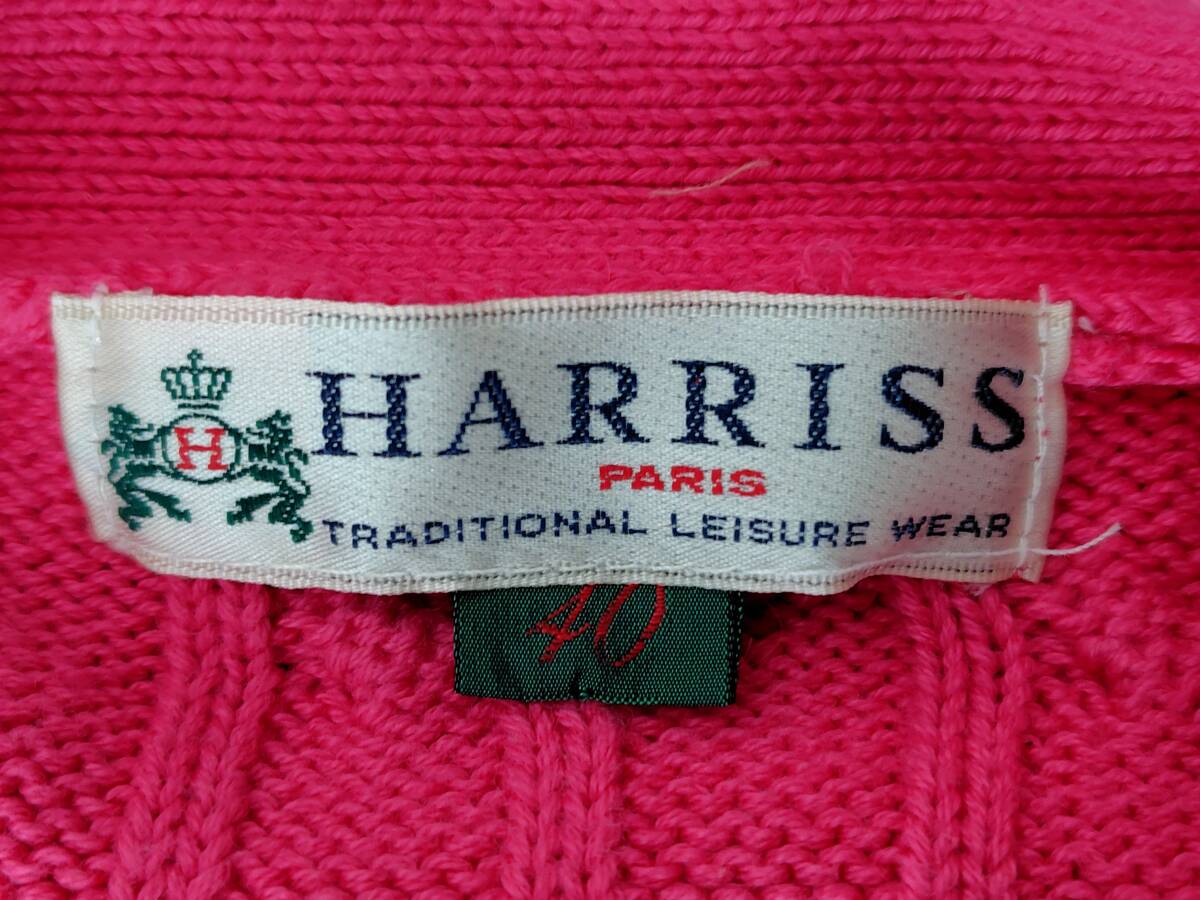 H
HARRISS
PARIS
TRADITIONAL LEISURE WEAR
40